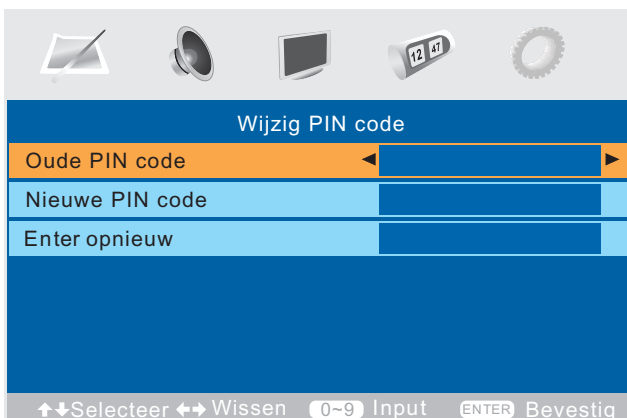 12 47
Wijzig PIN code
Oude PIN code
Nieuwe PIN code
Enter opnieuw
Selecteer Wissen 0~9 Input ENTER Bevestig